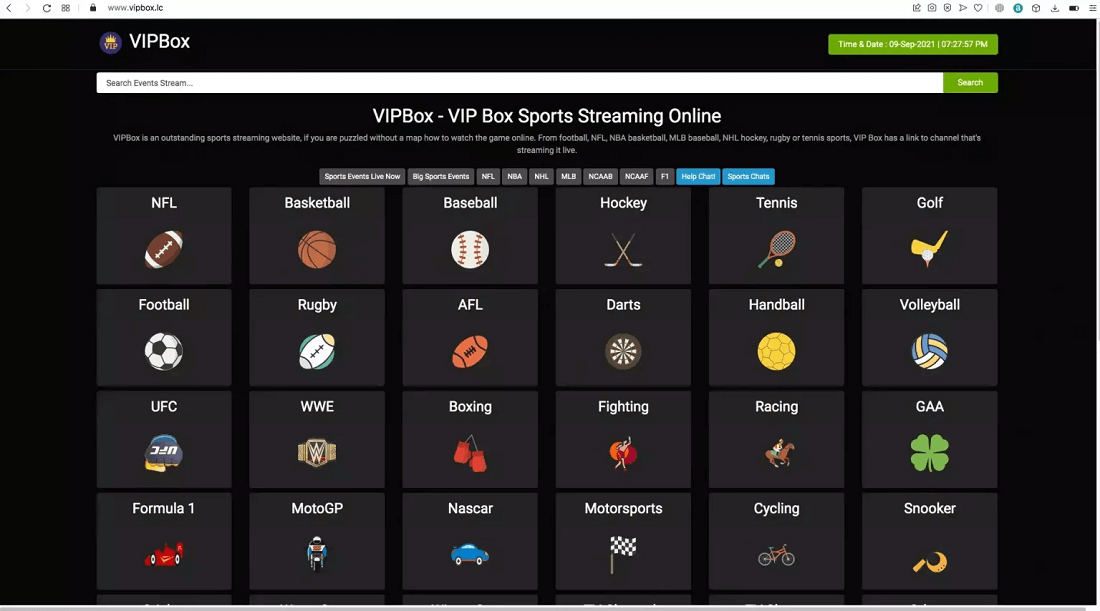 www.vipbox.lc
VIP
VIPBox
Time & Date : 09-Sep-2021 | 07:27:57 PM
Search Events Stream...
Search
VIPBox - VIP Box Sports Streaming Online
VIPBox is an outstanding sports streaming website, if you are puzzled without a map how to watch the game online. From football, NFL, NBA basketball, MLB baseball, NHL hockey, rugby or tennis sports, VIP Box has a link to channel that's
streaming it live.
Sports Events Live Now Big Sports Events NFL NBA NHL MLB NCAAB NCAAF F1 Help Chat! Sports Chats
NFL Basketball Baseball Hockey Tennis Golf
Football Rugby AFL Darts Handball Volleyball
UFC WWE Boxing Fighting Racing GAA
UFC
W
Formula 1 MotoGP Nascar Motorsports Cycling Snooker